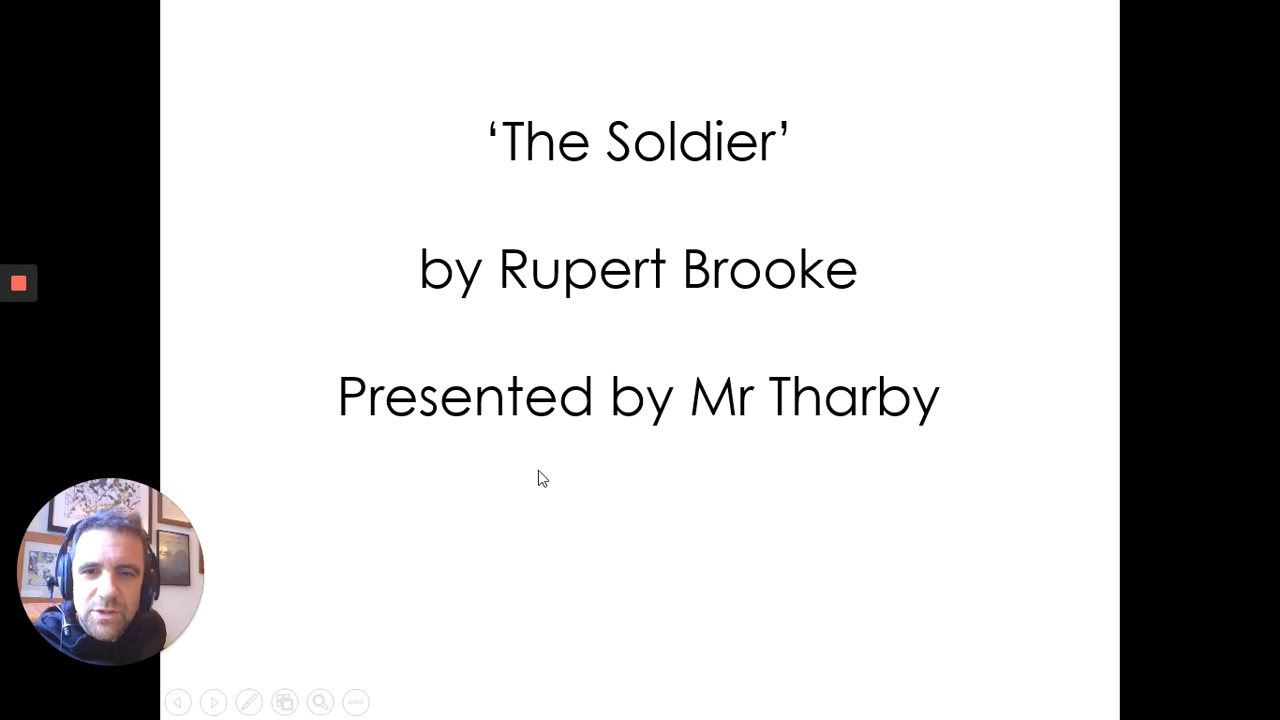 ‘The Soldier’
by Rupert Brooke
Presented by Mr Tharby